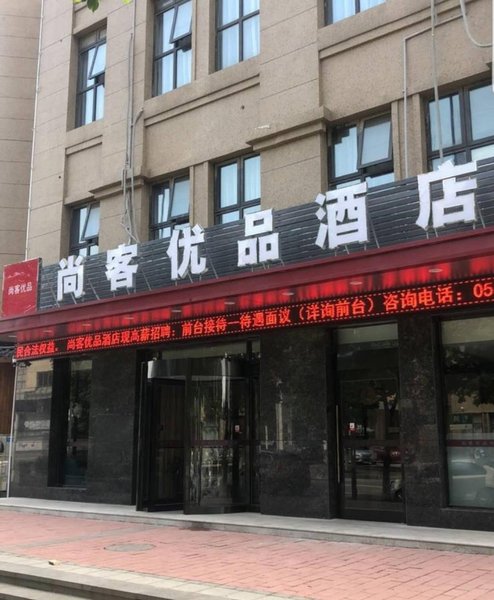 尚客优品酒店
尚客优品
民合法权益. 尚客优品酒店现高薪招聘:前台接待一待遇面议（详询前台）咨询电话:05